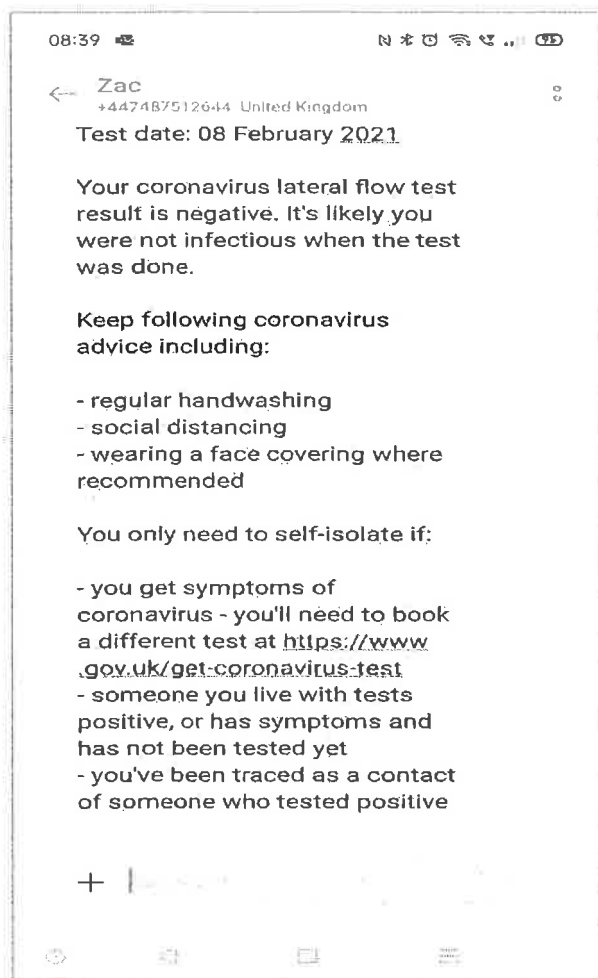 08:39
Zac
+447487512644 United Kingdom
Test date: 08 February 2021
Your coronavirus lateral flow test
result is negative. It's likely you
were not infectious when the test
was done.
Keep following coronavirus
advice including:
- regular handwashing
- social distancing
- wearing a face covering where
recommended
You only need to self-isolate if:
- you get symptoms of
coronavirus - you'll need to book
a different test at https://www
.gov.uk/get-coronavirus-test
- someone you live with tests
positive, or has symptoms and
has not been tested yet
- you've been traced as a contact
of someone who tested positive